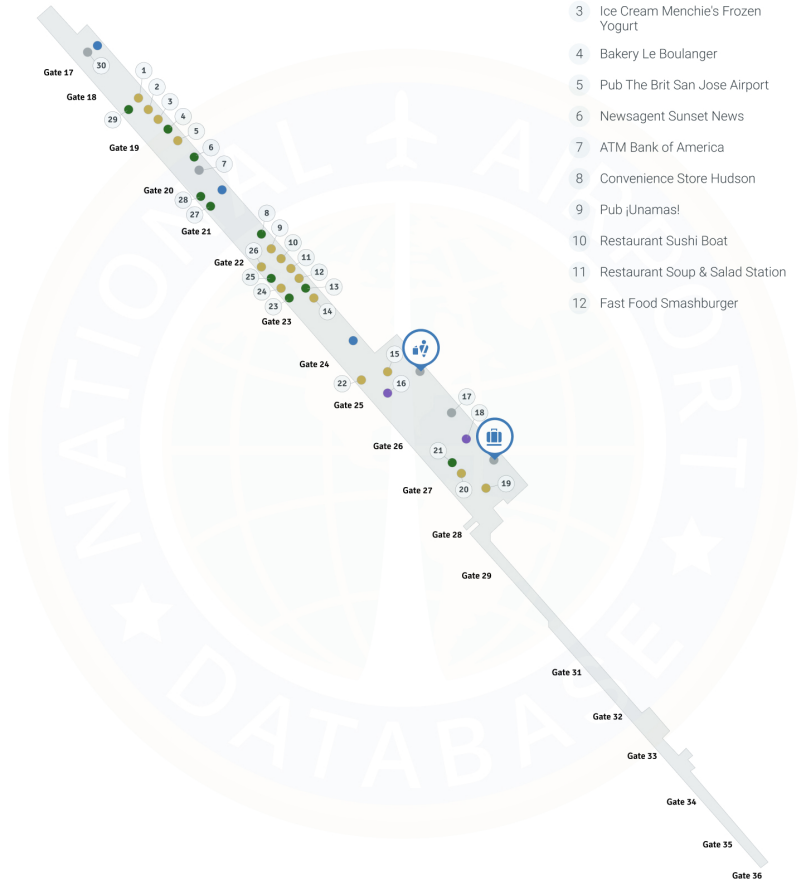 3 Ice Cream Menchie's Frozen
Yogurt
4 Bakery Le Boulanger
5 Pub The Brit San Jose Airport
6 Newsagent Sunset News
7 ATM Bank of America
8 Convenience Store Hudson
9 Pub ¡Unamas!
10 Restaurant Sushi Boat
11 Restaurant Soup & Salad Station
12 Fast Food Smashburger
Gate 17
30
1
Gate 18
2
3
29
4
Gate 19
5
6
7
Gate 20
28
27
Gate 21
8
9
26
10
Gate 22
11
25
12
24
13
23
14
Gate 23
15
Gate 24
22
16
Gate 25
17
18
Gate 26
21
19
Gate 27
20
Gate 28
Gate 29
Gate 31
Gate 32
Gate 33
Gate 34
Gate 35
Gate 36
NATIONAL AIRPORT
DATABASE